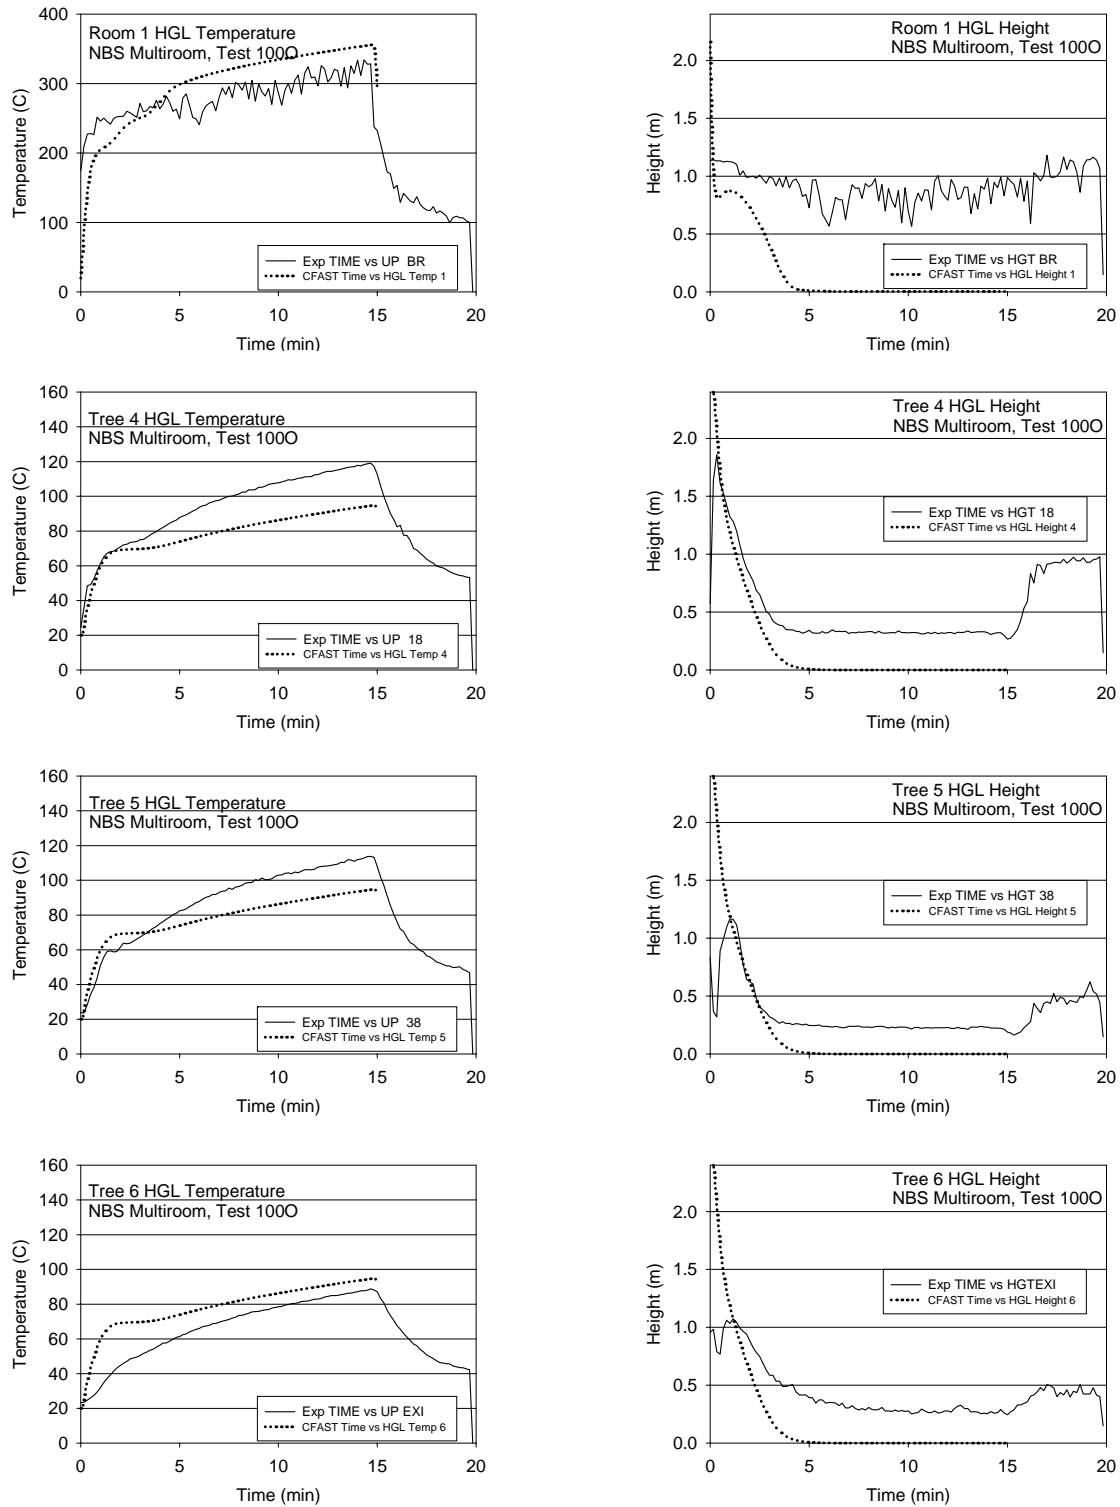 Room 1 HGL Temperature
NBS Multiroom, Test 100O
Temperature (C)
400
300
200
100
0
Exp TIME vs UP BR
CFAST Time vs HGL Temp 1
0 5 10 15 20
Time (min)
Room 1 HGL Height
NBS Multiroom, Test 100O
Height (m)
2.0
1.5
1.0
0.5
0.0
Exp TIME vs HGT BR
CFAST Time vs HGL Height 1
0 5 10 15 20
Time (min)
Tree 4 HGL Temperature
NBS Multiroom, Test 100O
Temperature (C)
160
140
120
100
80
60
40
20
0
Exp TIME vs UP 18
CFAST Time vs HGL Temp 4
0 5 10 15 20
Time (min)
Tree 4 HGL Height
NBS Multiroom, Test 100O
Height (m)
2.0
1.5
1.0
0.5
0.0
Exp TIME vs HGT 18
CFAST Time vs HGL Height 4
0 5 10 15 20
Time (min)
Tree 5 HGL Temperature
NBS Multiroom, Test 100O
Temperature (C)
160
140
120
100
80
60
40
20
0
Exp TIME vs UP 38
CFAST Time vs HGL Temp 5
0 5 10 15 20
Time (min)
Tree 5 HGL Height
NBS Multiroom, Test 100O
Height (m)
2.0
1.5
1.0
0.5
0.0
Exp TIME vs HGT 38
CFAST Time vs HGL Height 5
0 5 10 15 20
Time (min)
Tree 6 HGL Temperature
NBS Multiroom, Test 100O
Temperature (C)
160
140
120
100
80
60
40
20
0
Exp TIME vs UP EXI
CFAST Time vs HGL Temp 6
0 5 10 15 20
Time (min)
Tree 6 HGL Height
NBS Multiroom, Test 100O
Height (m)
2.0
1.5
1.0
0.5
0.0
Exp TIME vs HGTEXI
CFAST Time vs HGL Height 6
0 5 10 15 20
Time (min)